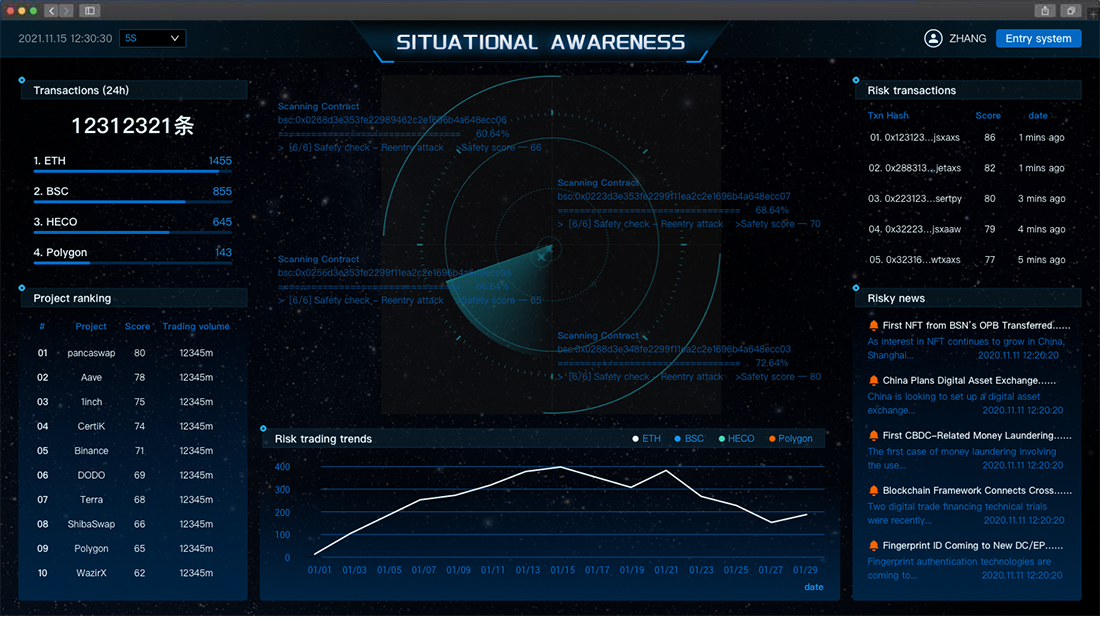 SITUATIONAL AWARENESS
2021.11.15 12:30:30
5S
ZHANG
Entry system
Transactions (24h)
12312321条
1. ETH 1455
2. BSC 855
3. HECO 645
4. Polygon 143
Project ranking
# Project Score Trading volume
01 pancaswap 80 12345m
02 Aave 78 12345m
03 1inch 75 12345m
04 CertiK 74 12345m
05 Binance 71 12345m
06 DODO 69 12345m
07 Terra 68 12345m
08 ShibaSwap 66 12345m
09 Polygon 65 12345m
10 WazirX 62 12345m
Scanning Contract
bsc:0x0268d3e353fe22989462c2e1696b4a648ecc06
60.64%
> [6/6] Safety check – Reentry attack >Safety score — 66
Scanning Contract
bsc:0x0223d3e353fe2299f11ea2c2e1696b4a648ecc07
68.64%
> [6/6] Safety check – Reentry attack >Safety score — 70
Scanning Contract
> [6/6] Safety check – Reentry attack >Safety score — 65
Scanning Contract
bsc:0x0288d3e348fe2299f11ea2c2e1696b4a648ecc03
72.64%
> [6/6] Safety check – Reentry attack >Safety score — 80
Risk trading trends
ETH BSC HECO Polygon
400
300
200
100
0
01/01 01/03 01/05 01/07 01/09 01/11 01/13 01/15 01/17 01/19 01/21 01/23 01/25 01/27 01/29
date
Risk transactions
Txn Hash Score date
01. 0x123123...jsxaxs 86 1 mins ago
02. 0x288313...jetaxs 82 1 mins ago
03. 0x223123...sertpy 80 3 mins ago
04. 0x32223...jsxaaw 79 4 mins ago
05. 0x32316...wtxaxs 77 5 mins ago
Risky news
First NFT from BSN's OPB Transferred......
As interest in NFT continues to grow in China,
Shanghai... 2020.11.11 12:20:20
China Plans Digital Asset Exchange......
China is looking to set up a digital asset
exchange... 2020.11.11 12:20:20
First CBDC-Related Money Laundering......
The first case of money laundering involving
the use... 2020.11.11 12:20:20
Blockchain Framework Connects Cross......
Two digital trade financing technical trials
were recently... 2020.11.11 12:20:20
Fingerprint ID Coming to New DC/EP......
Fingerprint authentication technologies are
coming to... 2020.11.11 12:20:20